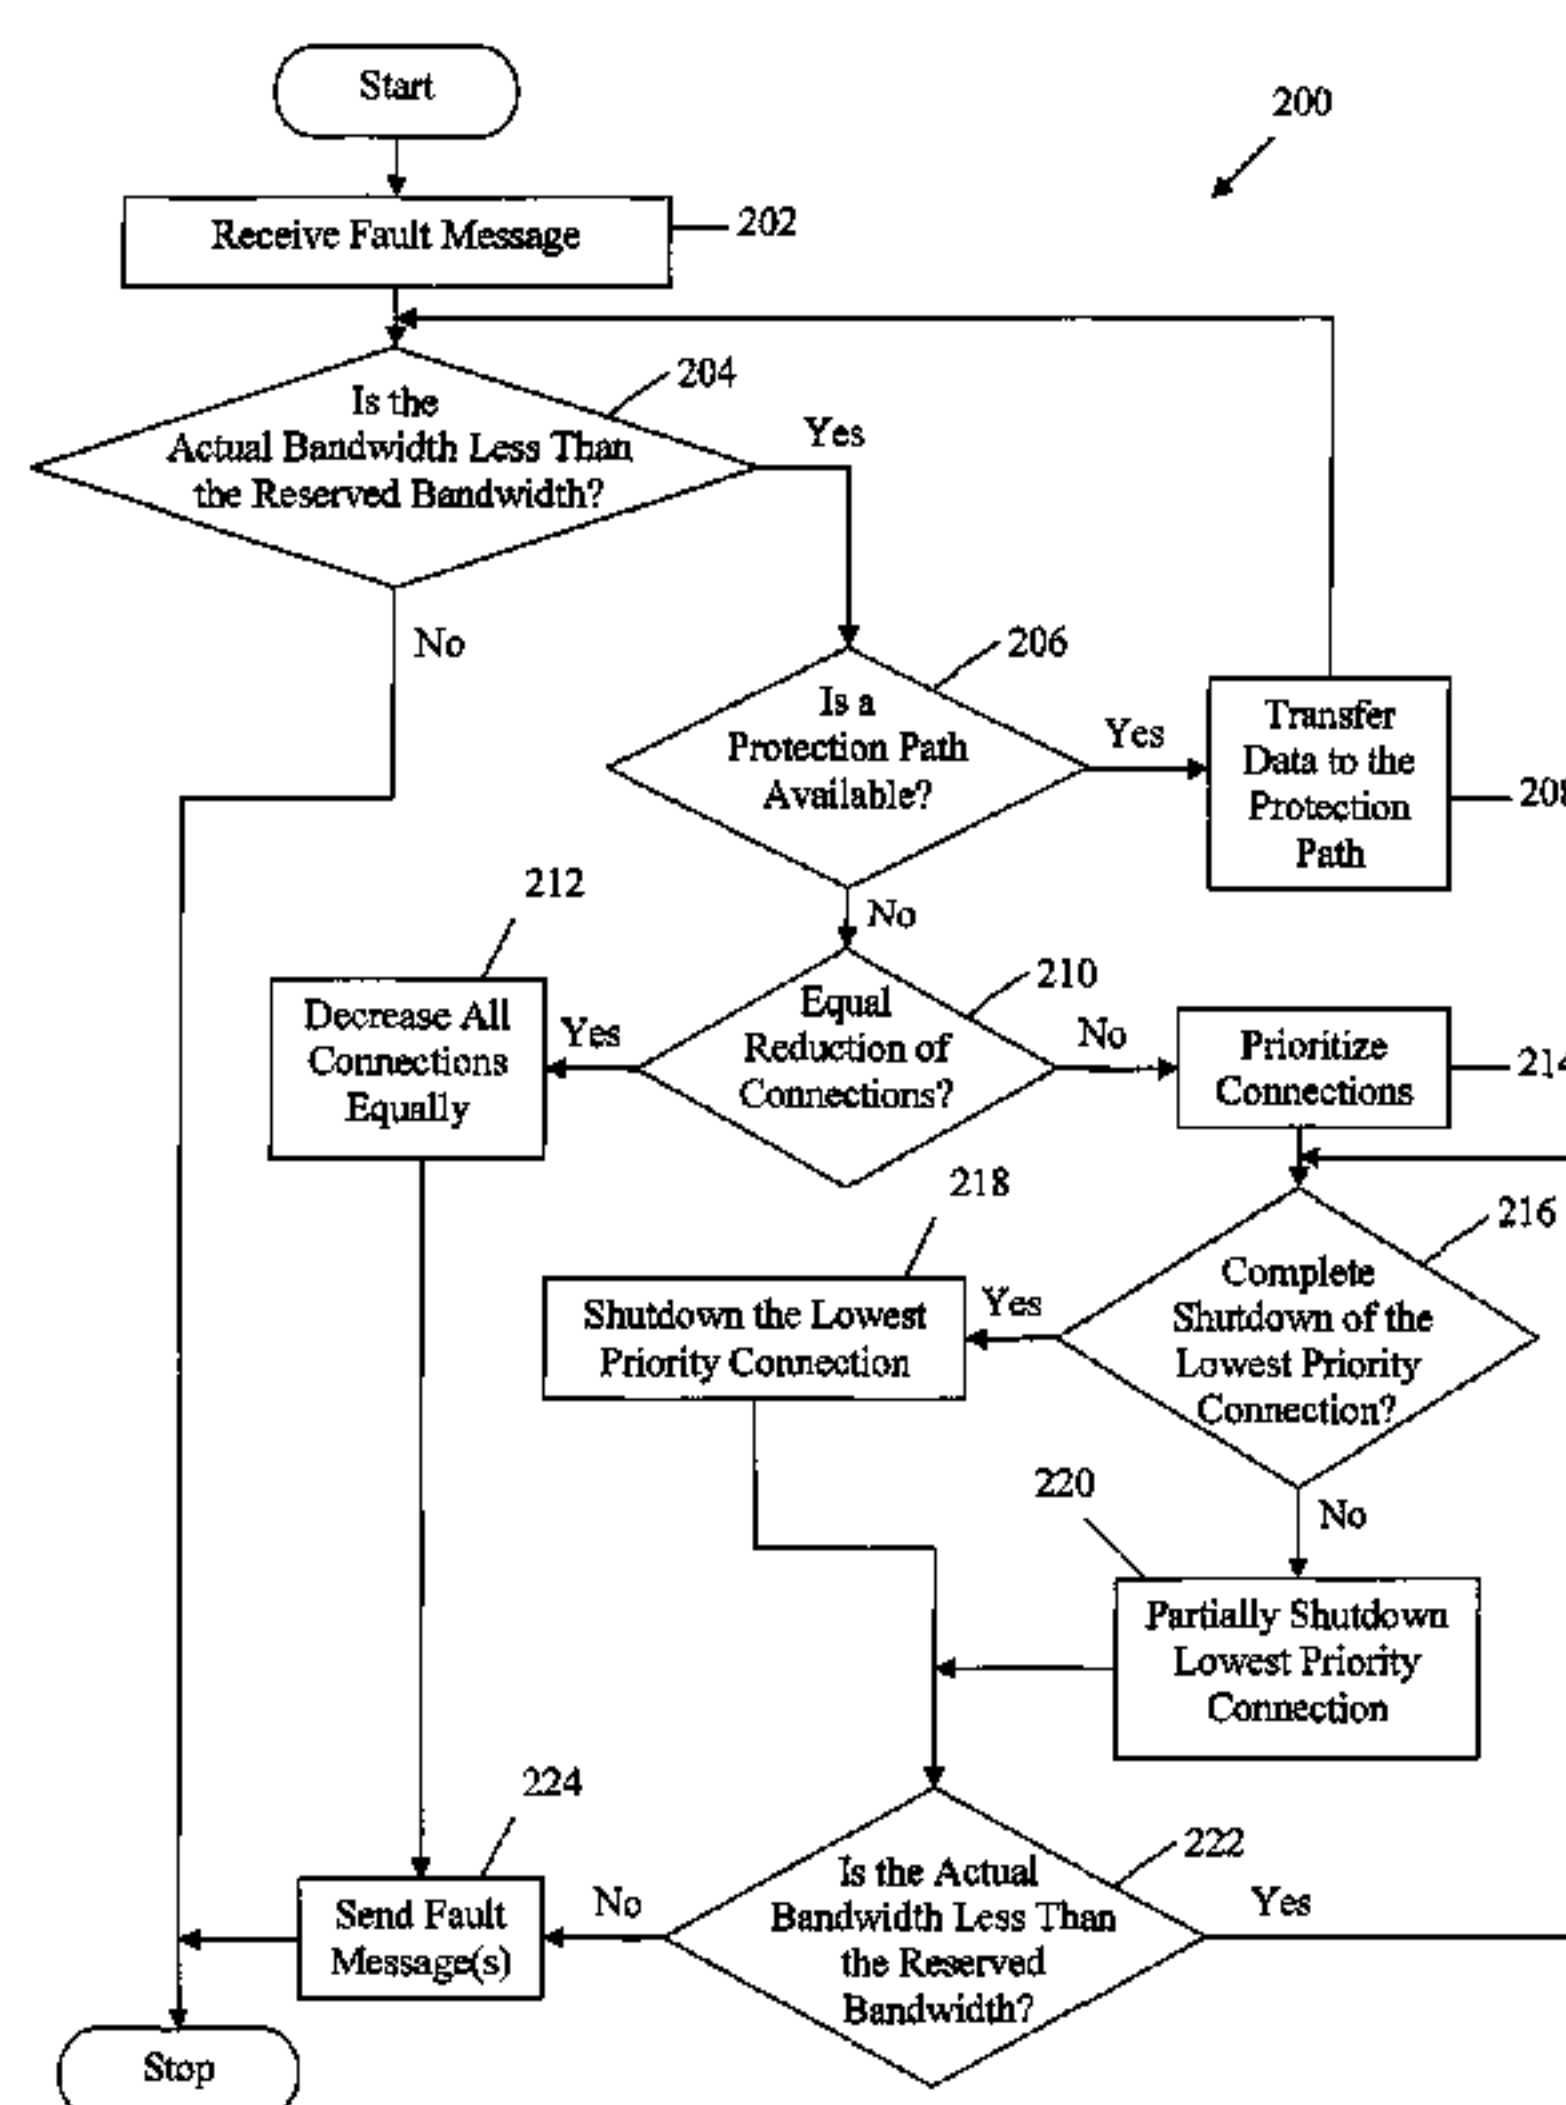 Start
200
Receive Fault Message
202
204
Is the
Actual Bandwidth Less Than
the Reserved Bandwidth?
Yes
No
206
Is a
Protection Path
Available?
Yes
Transfer
Data to the
Protection
Path
208
No
212
Decrease All
Connections
Equally
Yes
210
Equal
Reduction of
Connections?
No
Prioritize
Connections
214
218
Shutdown the Lowest
Priority Connection
Yes
216
Complete
Shutdown of the
Lowest Priority
Connection?
No
220
Partially Shutdown
Lowest Priority
Connection
224
Send Fault
Message(s)
No
222
Is the Actual
Bandwidth Less Than
the Reserved
Bandwidth?
Yes
Stop